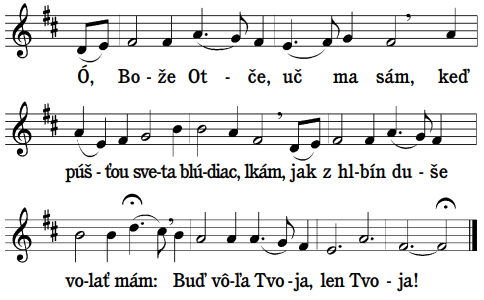 Ó, Bo - že Ot - če, uč ma sám, keď
púš - ťou sve - ta blú - diac, lkám, jak z hl - bín du - še
vo - lať mám: Buď vô - ľa Tvo - ja, len Tvo - ja!